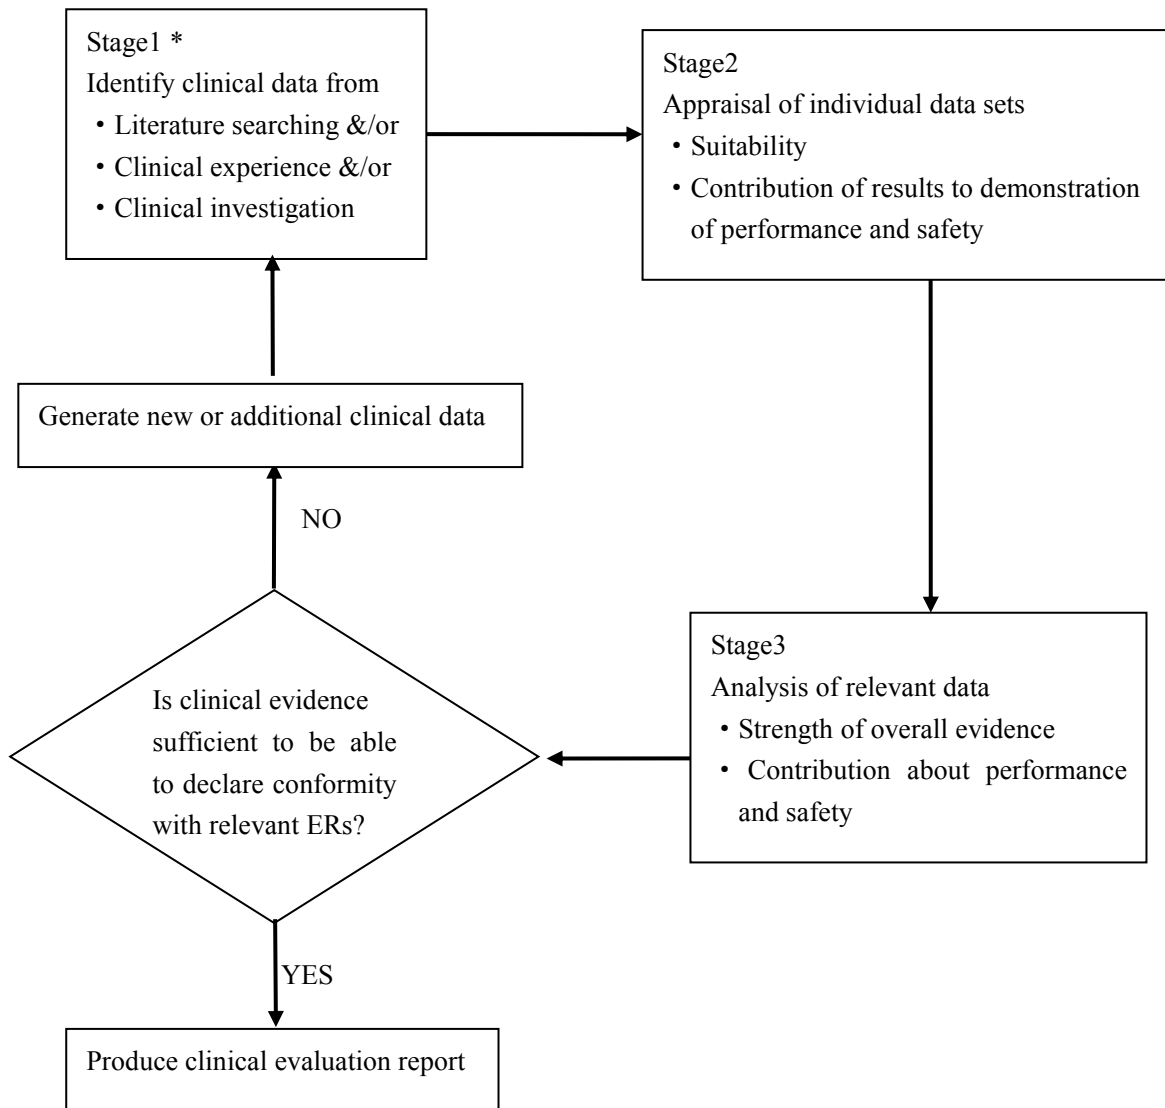 Stage1 *
Identify clinical data from
・Literature searching &/or
・Clinical experience &/or
・Clinical investigation
Stage2
Appraisal of individual data sets
・Suitability
・Contribution of results to demonstration
of performance and safety
Generate new or additional clinical data
NO
Stage3
Analysis of relevant data
・Strength of overall evidence
・ Contribution about performance
and safety
Is clinical evidence
sufficient to be able
to declare conformity
with relevant ERs?
YES
Produce clinical evaluation report